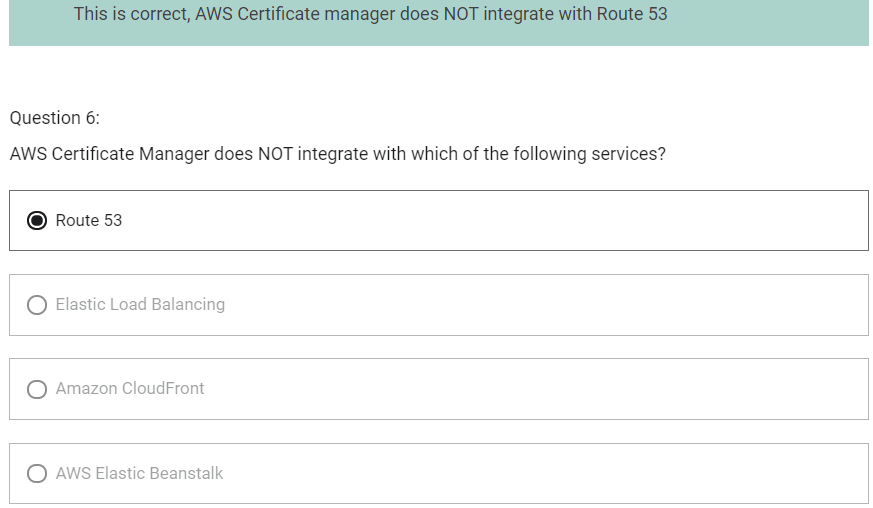 This is correct, AWS Certificate manager does NOT integrate with Route 53
Question 6:
AWS Certificate Manager does NOT integrate with which of the following services?
Route 53
Elastic Load Balancing
Amazon CloudFront
AWS Elastic Beanstalk